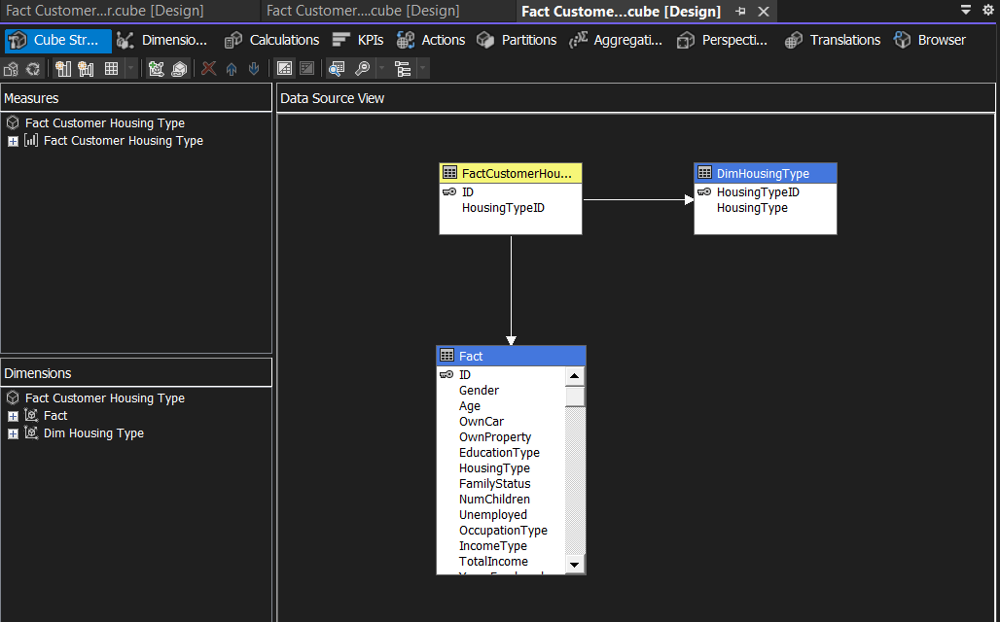 Fact Customer...r.cube [Design]
Fact Customer....cube [Design]
Fact Custome...cube [Design]
Cube Str...
Dimensio...
Calculations
KPIs
Actions
Partitions
Aggregati...
Perspecti...
Translations
Browser
Measures
Fact Customer Housing Type
Fact Customer Housing Type
Dimensions
Fact Customer Housing Type
Fact
Dim Housing Type
Data Source View
FactCustomerHou...
ID
HousingTypeID
DimHousingType
HousingTypeID
HousingType
Fact
ID
Gender
Age
OwnCar
OwnProperty
EducationType
HousingType
FamilyStatus
NumChildren
Unemployed
OccupationType
IncomeType
TotalIncome